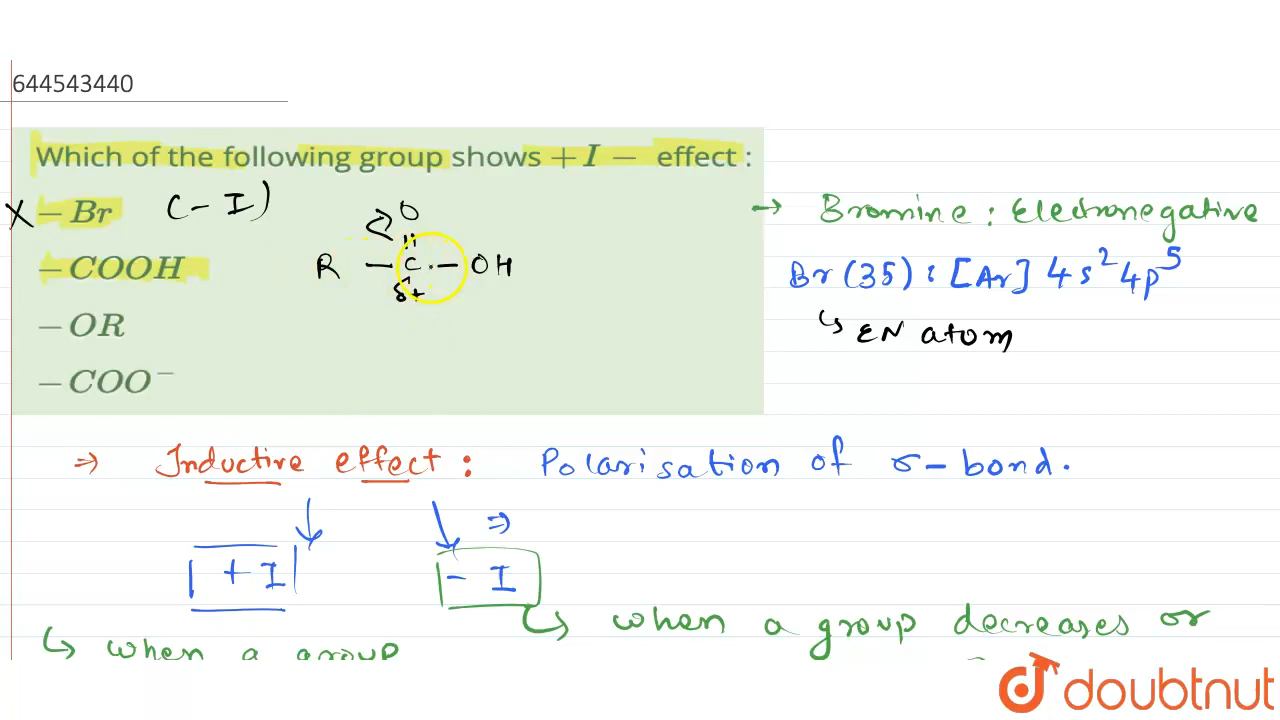 644543440
Which of the following group shows +I− effect :
X −Br (-I)
→ Bromine : Electronegative
O
−COOH
R − C − OH
δ+
Br (35) : [Ar] 4s² 4p⁵
↳ EN atom
−OR
−COO⁻
⇒ Inductive effect : Polarisation of σ-bond.
⇒
+ I
- I
↳ when a group decreases or
↳ when a group
doubtnut